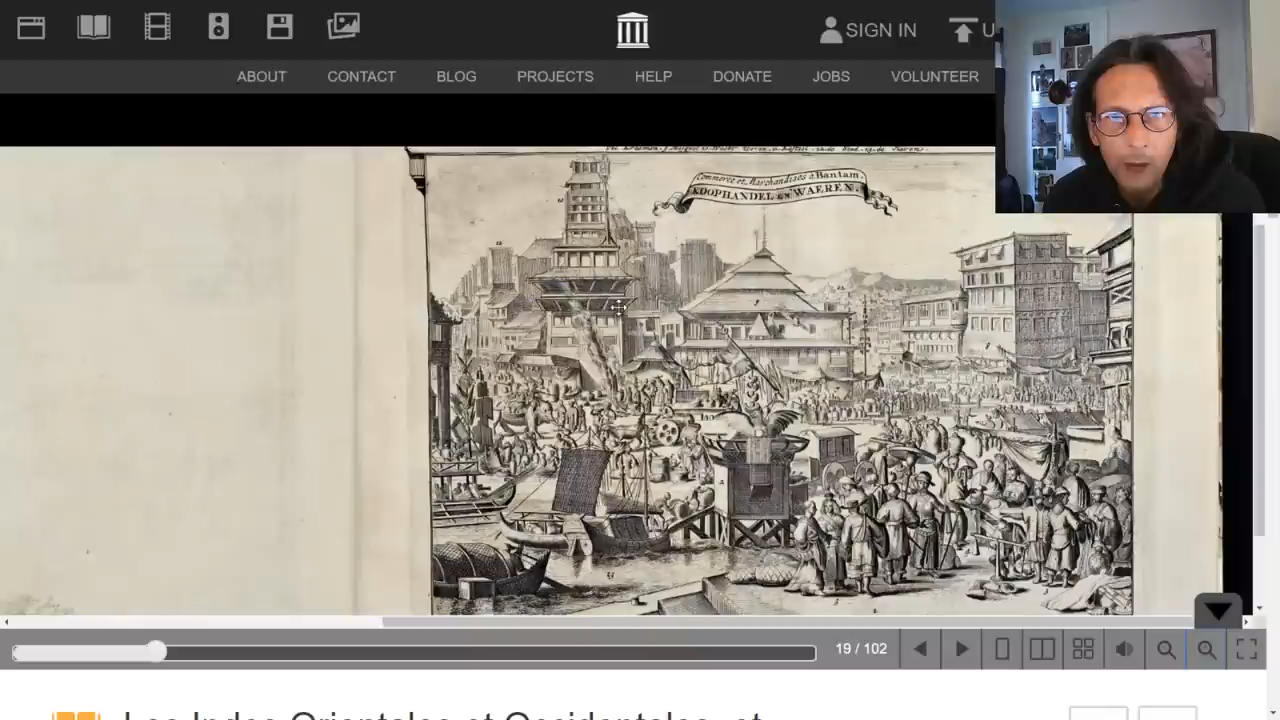 SIGN IN
U
ABOUT
CONTACT
BLOG
PROJECTS
HELP
DONATE
JOBS
VOLUNTEER
Commerce et Marchandises a Bantam.
KOOPHANDEL EN WAEREN.
19 / 102
Les Indes Orientales et Occidentales, et